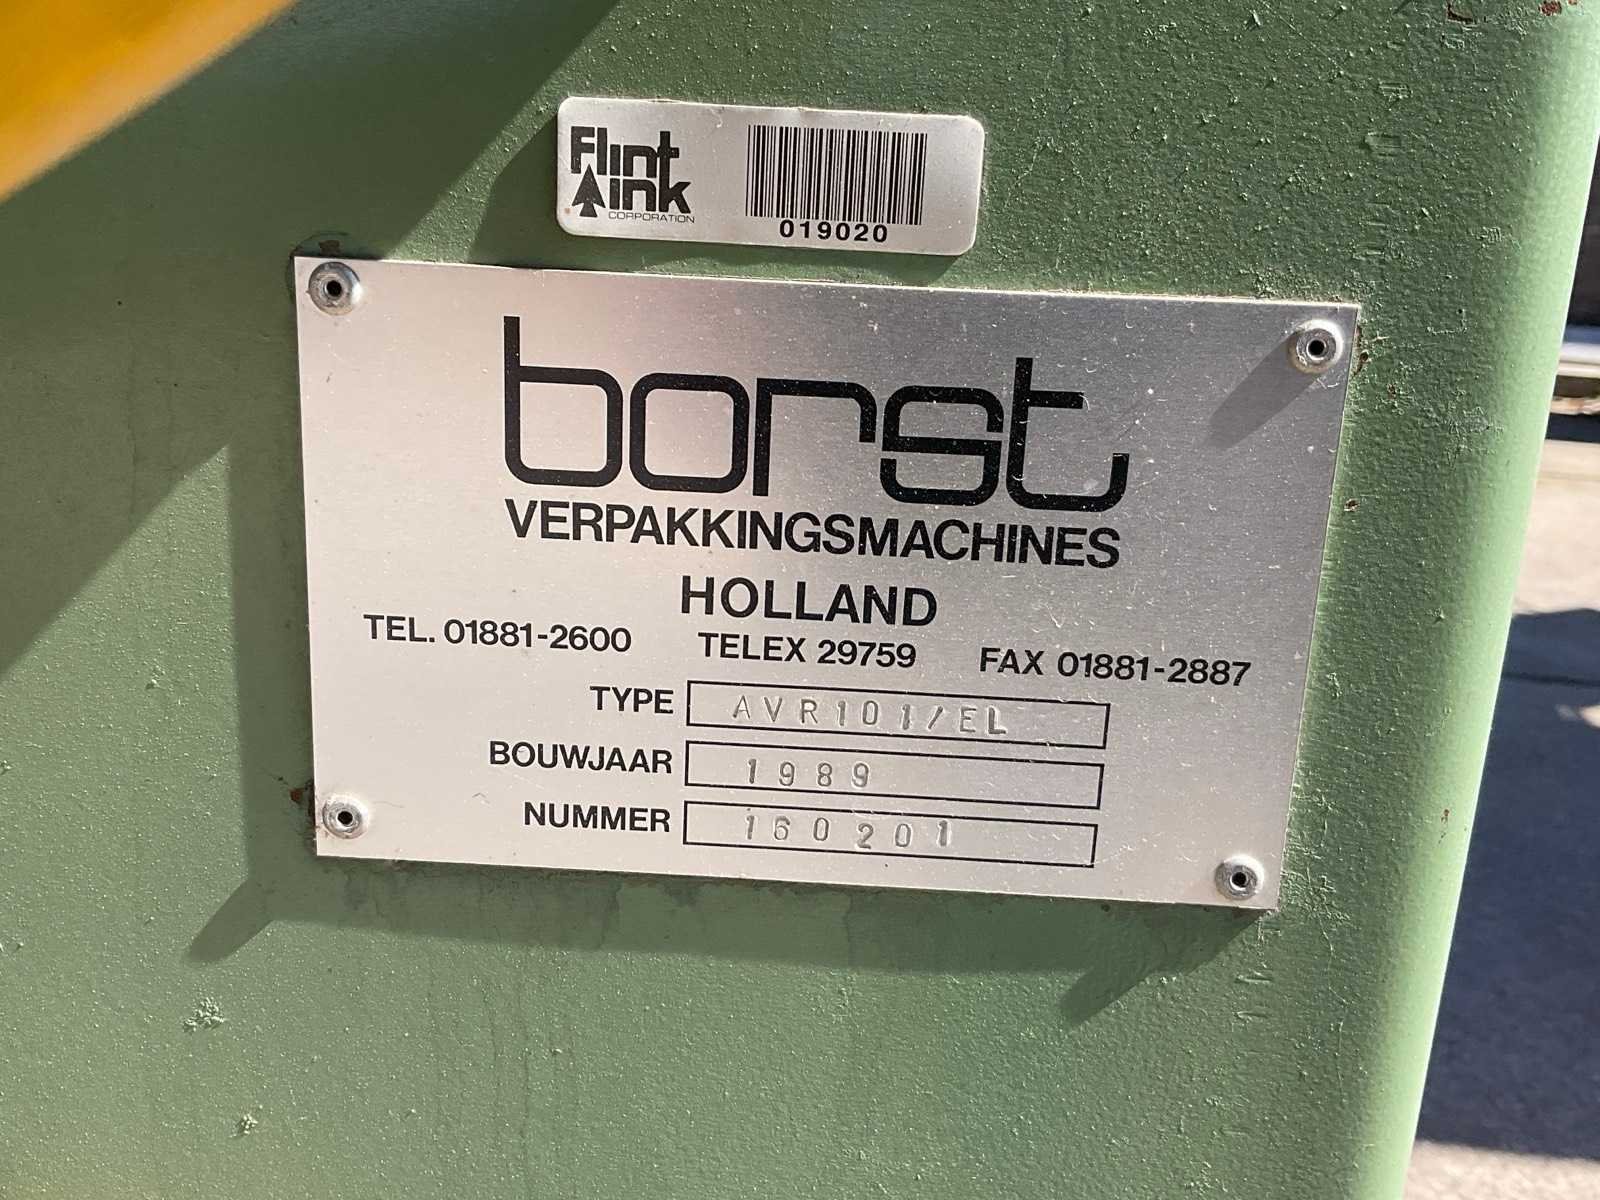 Flint
ink
CORPORATION
019020
borst
VERPAKKINGSMACHINES
HOLLAND
TEL. 01881-2600 TELEX 29759 FAX 01881-2887
TYPE AVR101/EL
BOUWJAAR 1989
NUMMER 160201